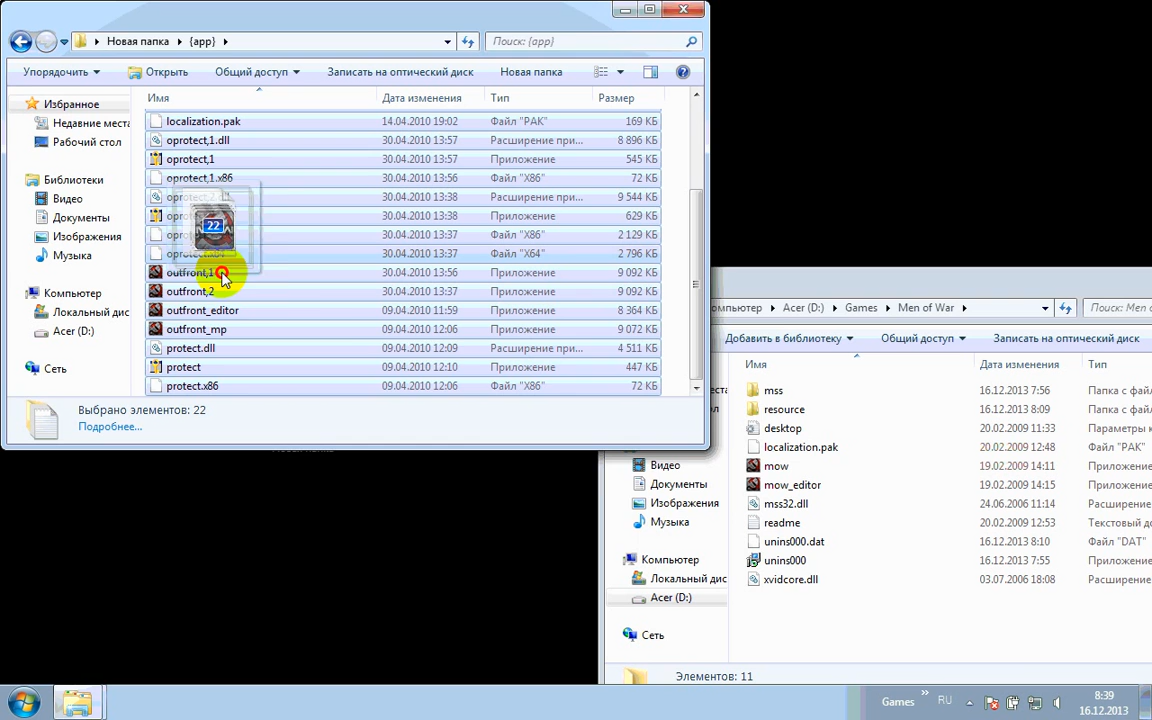 Новая папка {app}
Поиск: {app}
Упорядочить Открыть Общий доступ Записать на оптический диск Новая папка
Имя Дата изменения Тип Размер
Избранное
Недавние места
Рабочий стол
Библиотеки
Видео
Документы
Изображения
Музыка
Компьютер
Локальный дис
Acer (D:)
Сеть
localization.pak 14.04.2010 19:02 Файл "PAK" 169 КБ
oprotect,1.dll 30.04.2010 13:57 Расширение при... 8 896 КБ
oprotect,1 30.04.2010 13:57 Приложение 545 КБ
oprotect,1.x86 30.04.2010 13:57 Файл "X86" 72 КБ
oprotect,2.dll 30.04.2010 13:38 Расширение при... 9 544 КБ
30.04.2010 13:38 Приложение 629 КБ
30.04.2010 13:38 Файл "X86" 2 129 КБ
oprotect.x64 30.04.2010 13:38 Файл "X64" 2 797 КБ
outfront,1 30.04.2010 13:56 Приложение 9 092 КБ
outfront,2 30.04.2010 13:37 Приложение 9 092 КБ
outfront_editor 09.04.2010 11:59 Приложение 8 364 КБ
outfront_mp 09.04.2010 12:06 Приложение 9 072 КБ
protect.dll 09.04.2010 12:09 Расширение при... 4 511 КБ
protect 09.04.2010 12:10 Приложение 447 КБ
protect.x86 09.04.2010 12:06 Файл "X86" 72 КБ
22
Выбрано элементов: 22
Подробнее...
омпьютер Acer (D:) Games Men of War
Поиск: Men
Добавить в библиотеку Общий доступ Записать на оптический диск
Имя Дата изменения Тип
mss 16.12.2013 7:56 Папка с файл
resource 16.12.2013 8:09 Папка с файл
desktop 20.02.2009 11:33 Параметры к
localization.pak 20.02.2009 12:48 Файл "PAK"
mow 19.02.2009 14:11 Приложение
mow_editor 19.02.2009 14:15 Приложение
mss32.dll 24.06.2006 11:14 Расширение
readme 20.02.2009 12:53 Текстовый до
unins000.dat 16.12.2013 8:10 Файл "DAT"
unins000 16.12.2013 7:55 Приложение
xvidcore.dll 03.07.2006 18:08 Расширение
Видео
Документы
Изображения
Музыка
Компьютер
Локальный дис
Acer (D:)
Сеть
Элементов: 11
Games » RU 8:39
16.12.2013